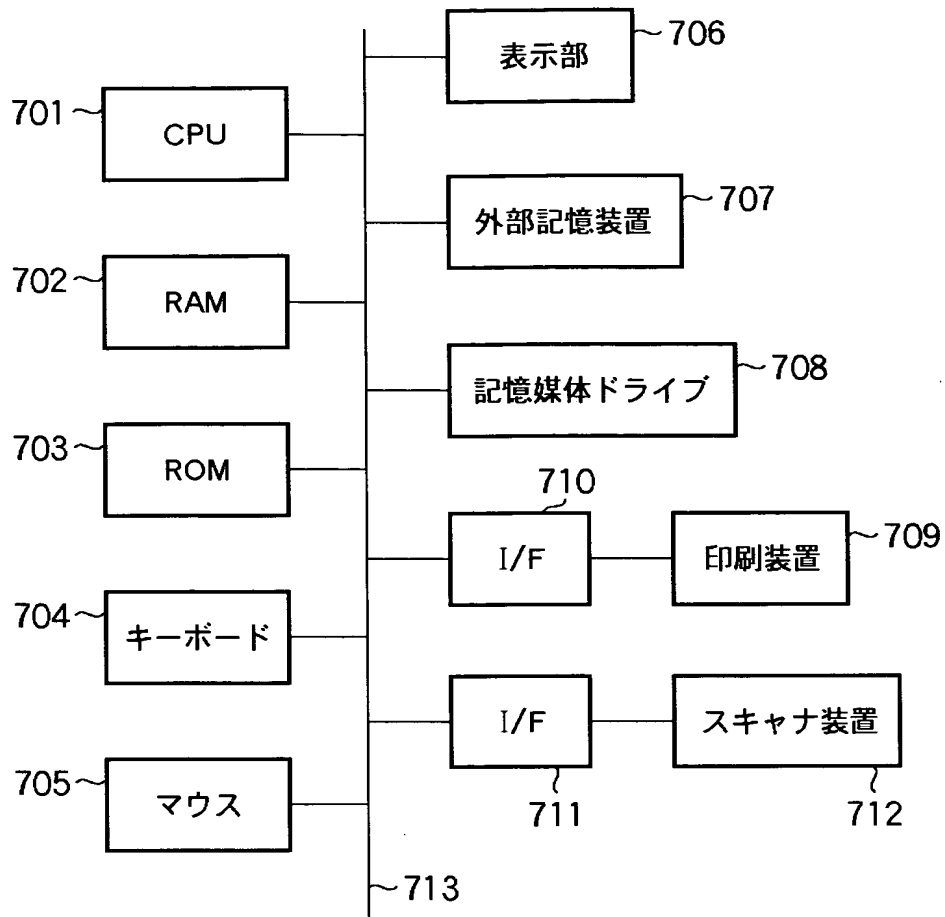 701
CPU
702
RAM
703
ROM
704
キーボード
705
マウス
706
表示部
707
外部記憶装置
708
記憶媒体ドライブ
710
I/F
709
印刷装置
I/F
711
スキャナ装置
712
713